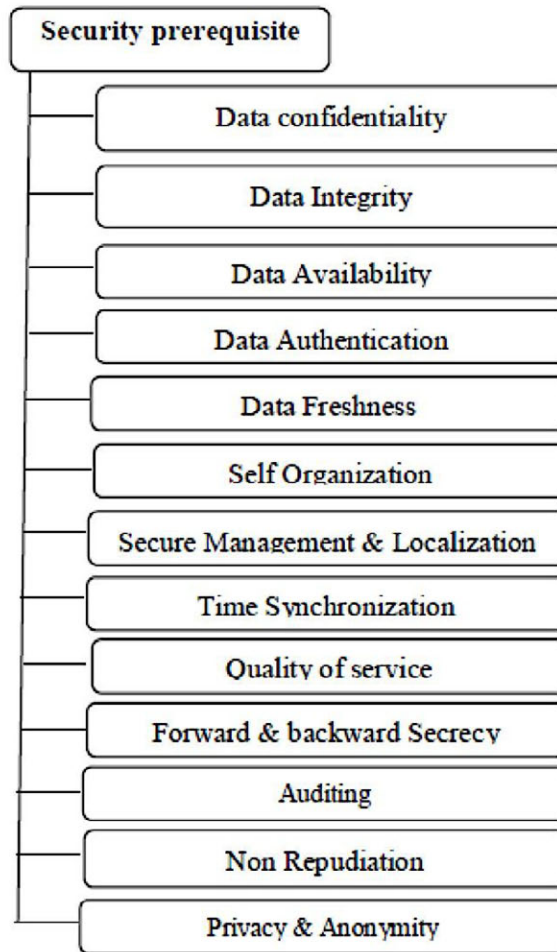 Security prerequisite
Data confidentiality
Data Integrity
Data Availability
Data Authentication
Data Freshness
Self Organization
Secure Management & Localization
Time Synchronization
Quality of service
Forward & backward Secrecy
Auditing
Non Repudiation
Privacy & Anonymity